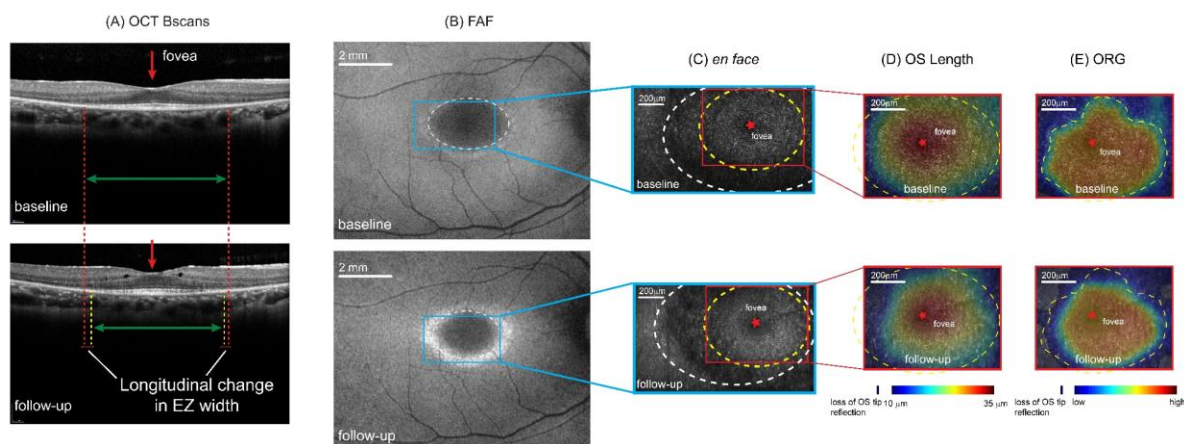 (A) OCT Bscans
fovea
baseline
Longitudinal change
in EZ width
follow-up
(B) FAF
2 mm
baseline
2 mm
follow-up
(C) en face
200μm
fovea
baseline
200μm
fovea
follow-up
(D) OS Length
200μm
fovea
baseline
200μm
fovea
follow-up
loss of OS tip
reflection
10 μm
35 μm
(E) ORG
200μm
fovea
baseline
200μm
fovea
follow-up
loss of OS tip
reflection
low
high